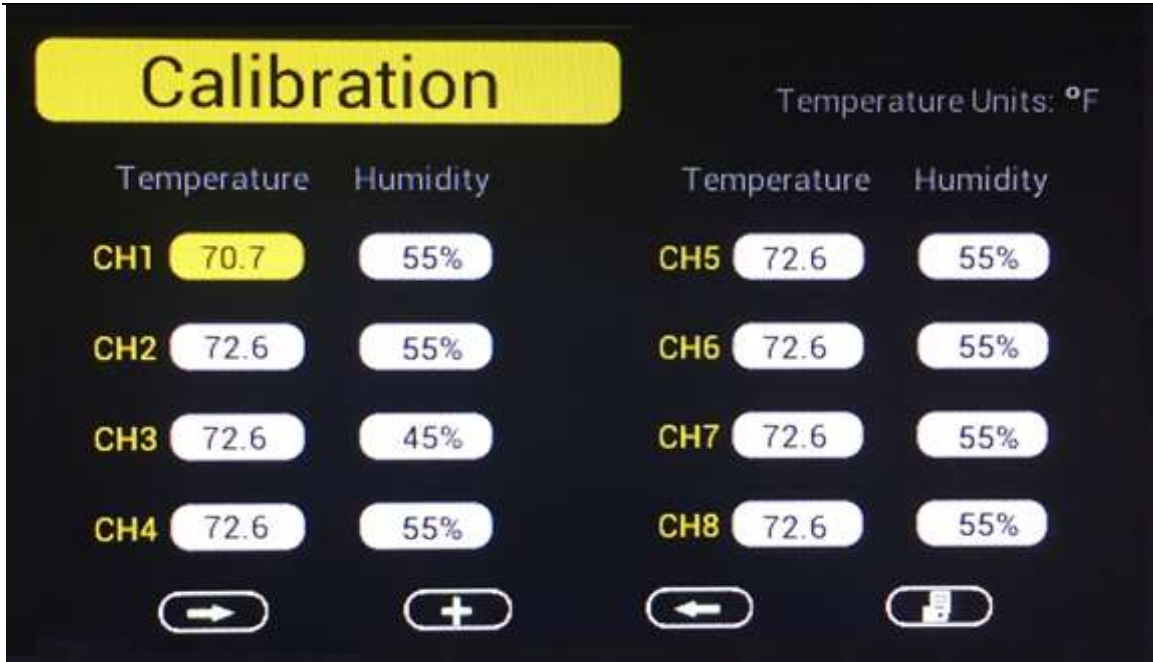 Calibration
Temperature Units: °F
Temperature Humidity Temperature Humidity
CH1 70.7 55% CH5 72.6 55%
CH2 72.6 55% CH6 72.6 55%
CH3 72.6 45% CH7 72.6 55%
CH4 72.6 55% CH8 72.6 55%